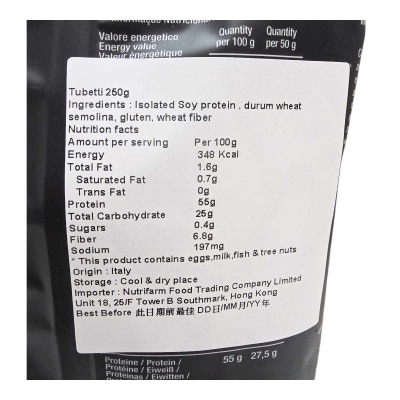 Informação Nutricional
Valore energetico
Energy value
Valeur énergétique
Quantity per 100 g
Quantity per 50 g
Tubetti 250g
Ingredients : Isolated Soy protein , durum wheat
semolina, gluten, wheat fiber
Nutrition facts
Amount per serving Per 100g
Energy 348 Kcal
Total Fat 1.6g
Saturated Fat 0.7g
Trans Fat 0g
Protein 55g
Total Carbohydrate 25g
Sugars 0.4g
Fiber 6.8g
Sodium 197mg
* This product contains eggs,milk,fish & tree nuts
Origin : Italy
Storage : Cool & dry place
Importer : Nutrifarm Food Trading Company Limited
Unit 18, 25/F Tower B Southmark, Hong Kong
Best Before 此日期前最佳 DD日/MM月/YY年
Proteine / Protein / 55 g 27,5 g
Protéine / Eiweiß /
Proteínas / Eiwitten /